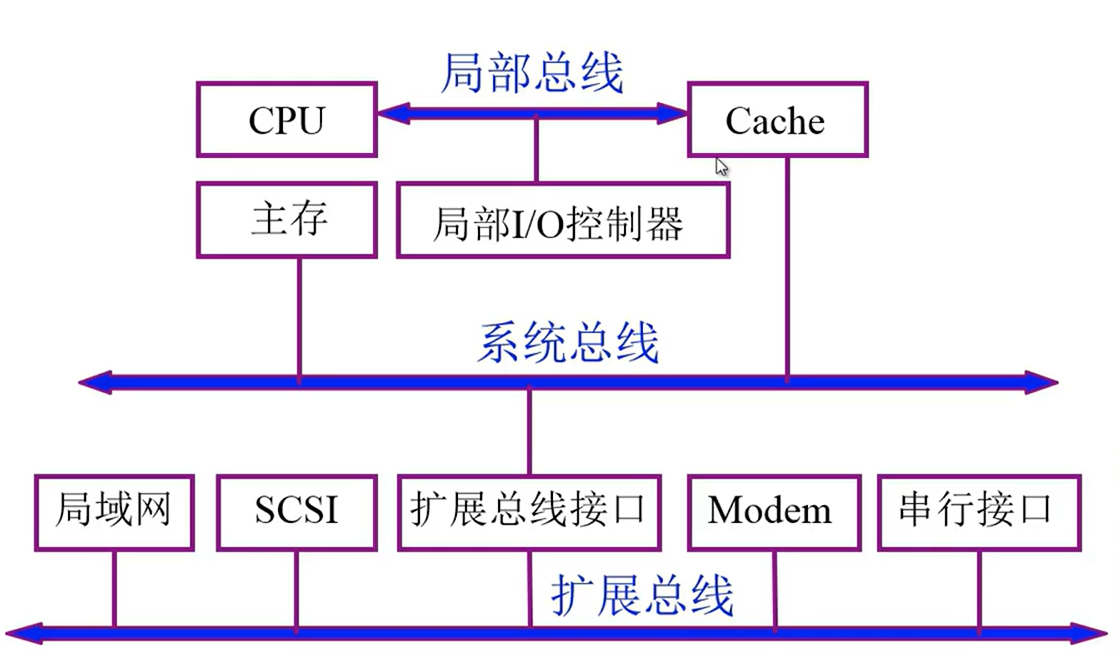 局部总线
CPU
Cache
主存
局部I/O控制器
系统总线
局域网
SCSI
扩展总线接口
Modem
串行接口
扩展总线